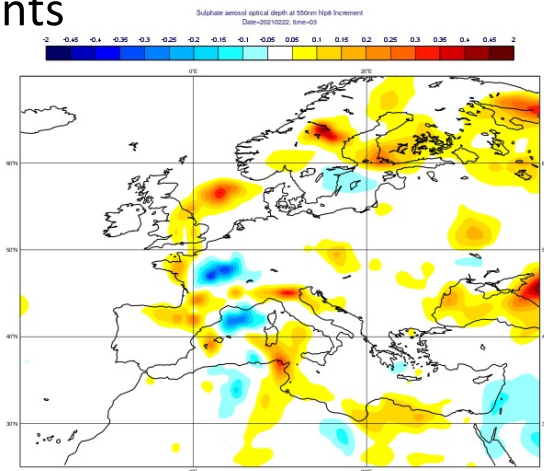 nts
Sulphate aerosol optical depth at 550nm hlp8 Increment
Date=20210222, time=03
-2 -0.45 -0.4 -0.35 -0.3 -0.25 -0.2 -0.15 -0.1 -0.05 0.05 0.1 0.15 0.2 0.25 0.3 0.35 0.4 0.45 2
0°E 20°E
60°N
50°N
40°N
30°N